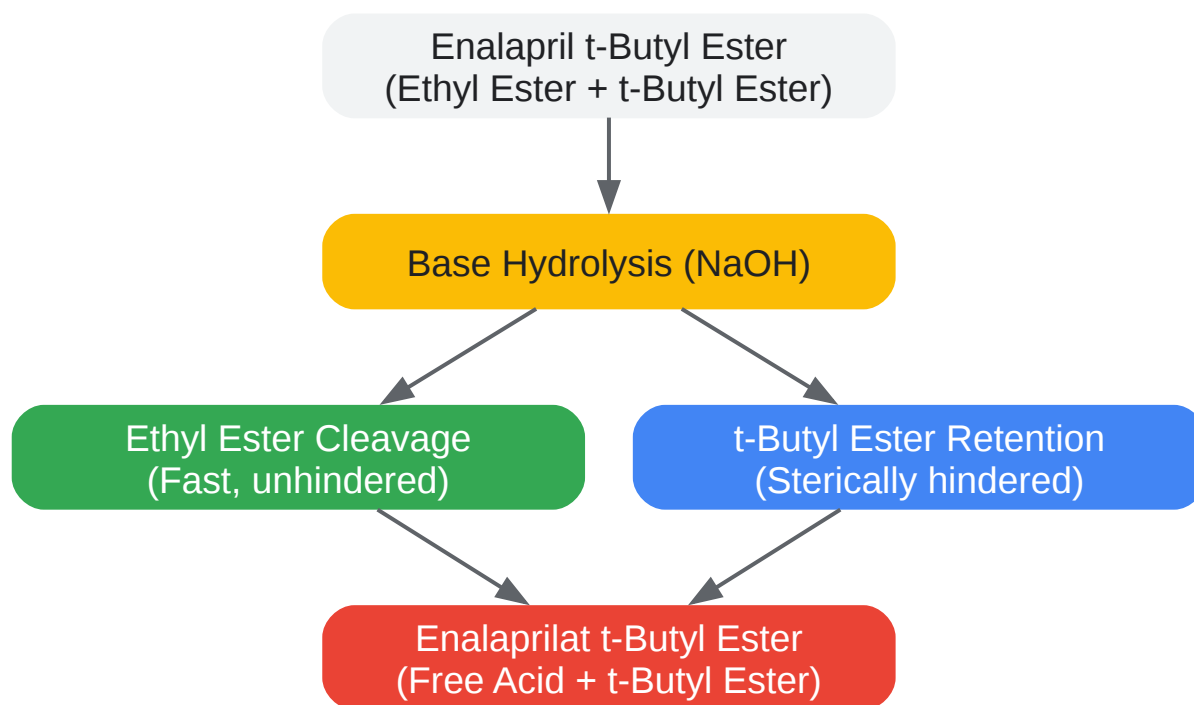 Enalapril t-Butyl Ester
(Ethyl Ester + t-Butyl Ester)
Base Hydrolysis (NaOH)
Ethyl Ester Cleavage
(Fast, unhindered)
t-Butyl Ester Retention
(Sterically hindered)
Enalaprilat t-Butyl Ester
(Free Acid + t-Butyl Ester)